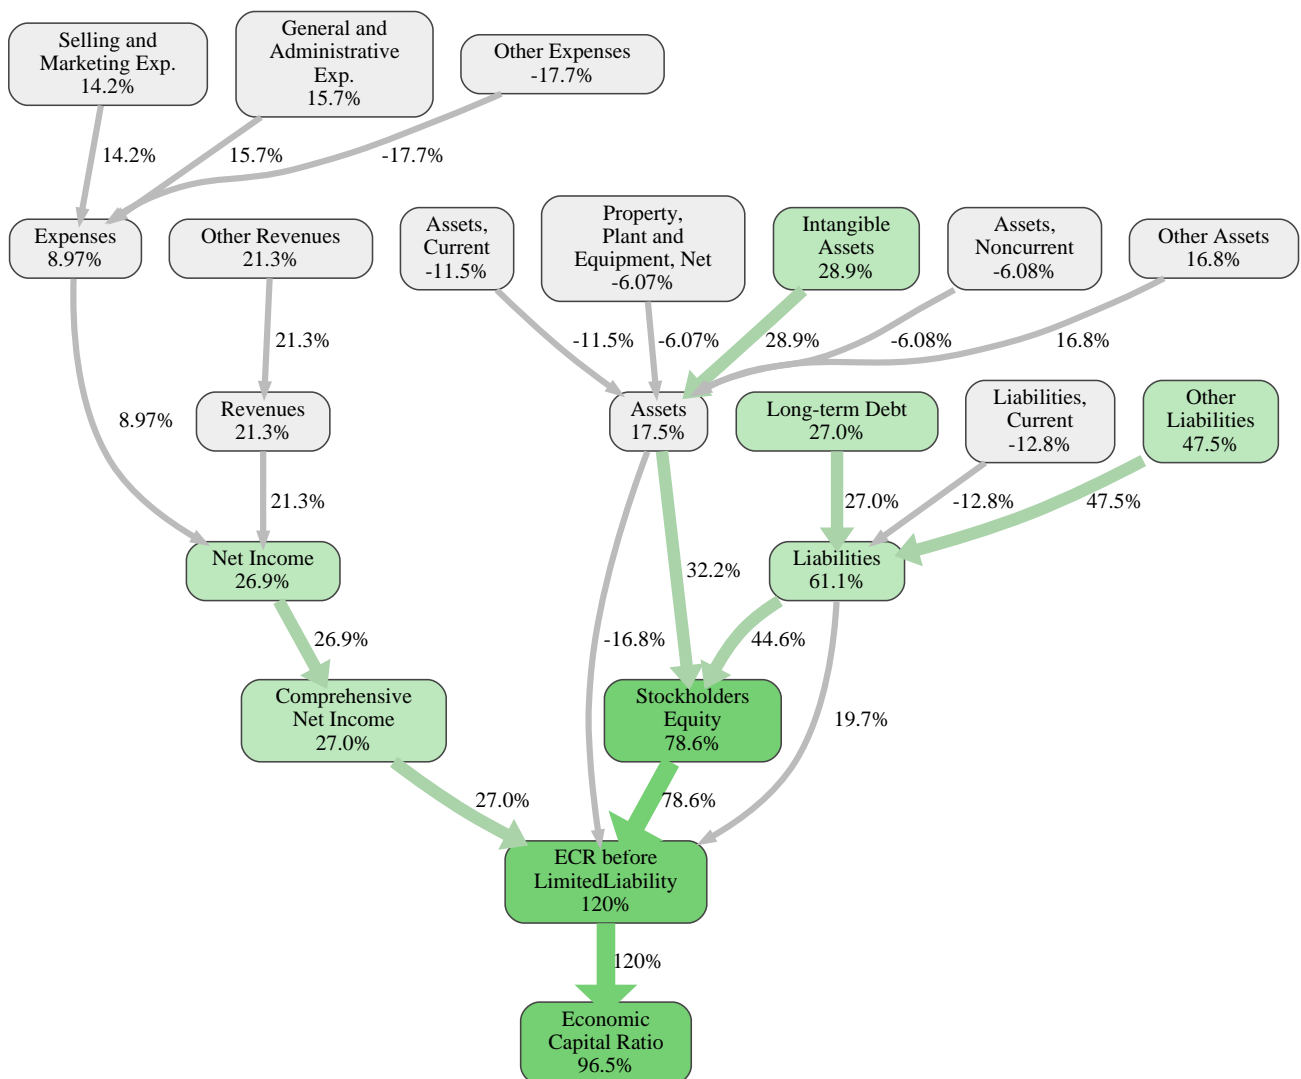 Selling and
Marketing Exp.
14.2%
General and
Administrative
Exp.
15.7%
Other Expenses
-17.7%
14.2%
15.7%
-17.7%
Expenses
8.97%
Other Revenues
21.3%
Assets,
Current
-11.5%
Property,
Plant and
Equipment, Net
-6.07%
Intangible
Assets
28.9%
Assets,
Noncurrent
-6.08%
Other Assets
16.8%
21.3%
-11.5%
-6.07%
28.9%
-6.08%
16.8%
8.97%
Revenues
21.3%
Assets
17.5%
Long-term Debt
27.0%
Liabilities,
Current
-12.8%
Other
Liabilities
47.5%
21.3%
27.0%
-12.8%
47.5%
Net Income
26.9%
32.2%
Liabilities
61.1%
26.9%
-16.8%
44.6%
Comprehensive
Net Income
27.0%
Stockholders
Equity
78.6%
19.7%
27.0%
78.6%
ECR before
LimitedLiability
120%
120%
Economic
Capital Ratio
96.5%